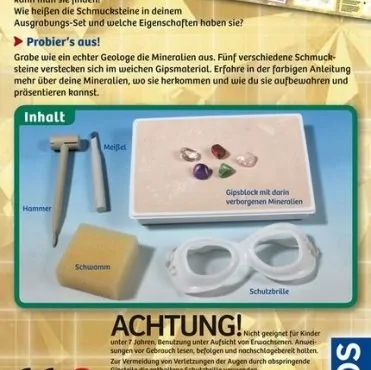 Wie heißen die Schmucksteine in deinem
Ausgrabungs-Set und welche Eigenschaften haben sie?
Probier's aus!
Grabe wie ein echter Geologe die Mineralien aus. Fünf verschiedene Schmuck-
steine verstecken sich im weichen Gipsmaterial. Erfahre in der farbigen Anleitung
mehr über deine Mineralien, wo sie herkommen und wie du sie aufbewahren und
präsentieren kannst.
Inhalt
Meißel
Hammer
Gipsblock mit darin
verborgenen Mineralien
Schwamm
Schutzbrille
ACHTUNG! Nicht geeignet für Kinder
unter 7 Jahren. Benutzung unter Aufsicht von Erwachsenen. Anwei-
sungen vor Gebrauch lesen, befolgen und nachschlagebereit halten.
Zur Vermeidung von Verletzungen der Augen durch abspringende
OS